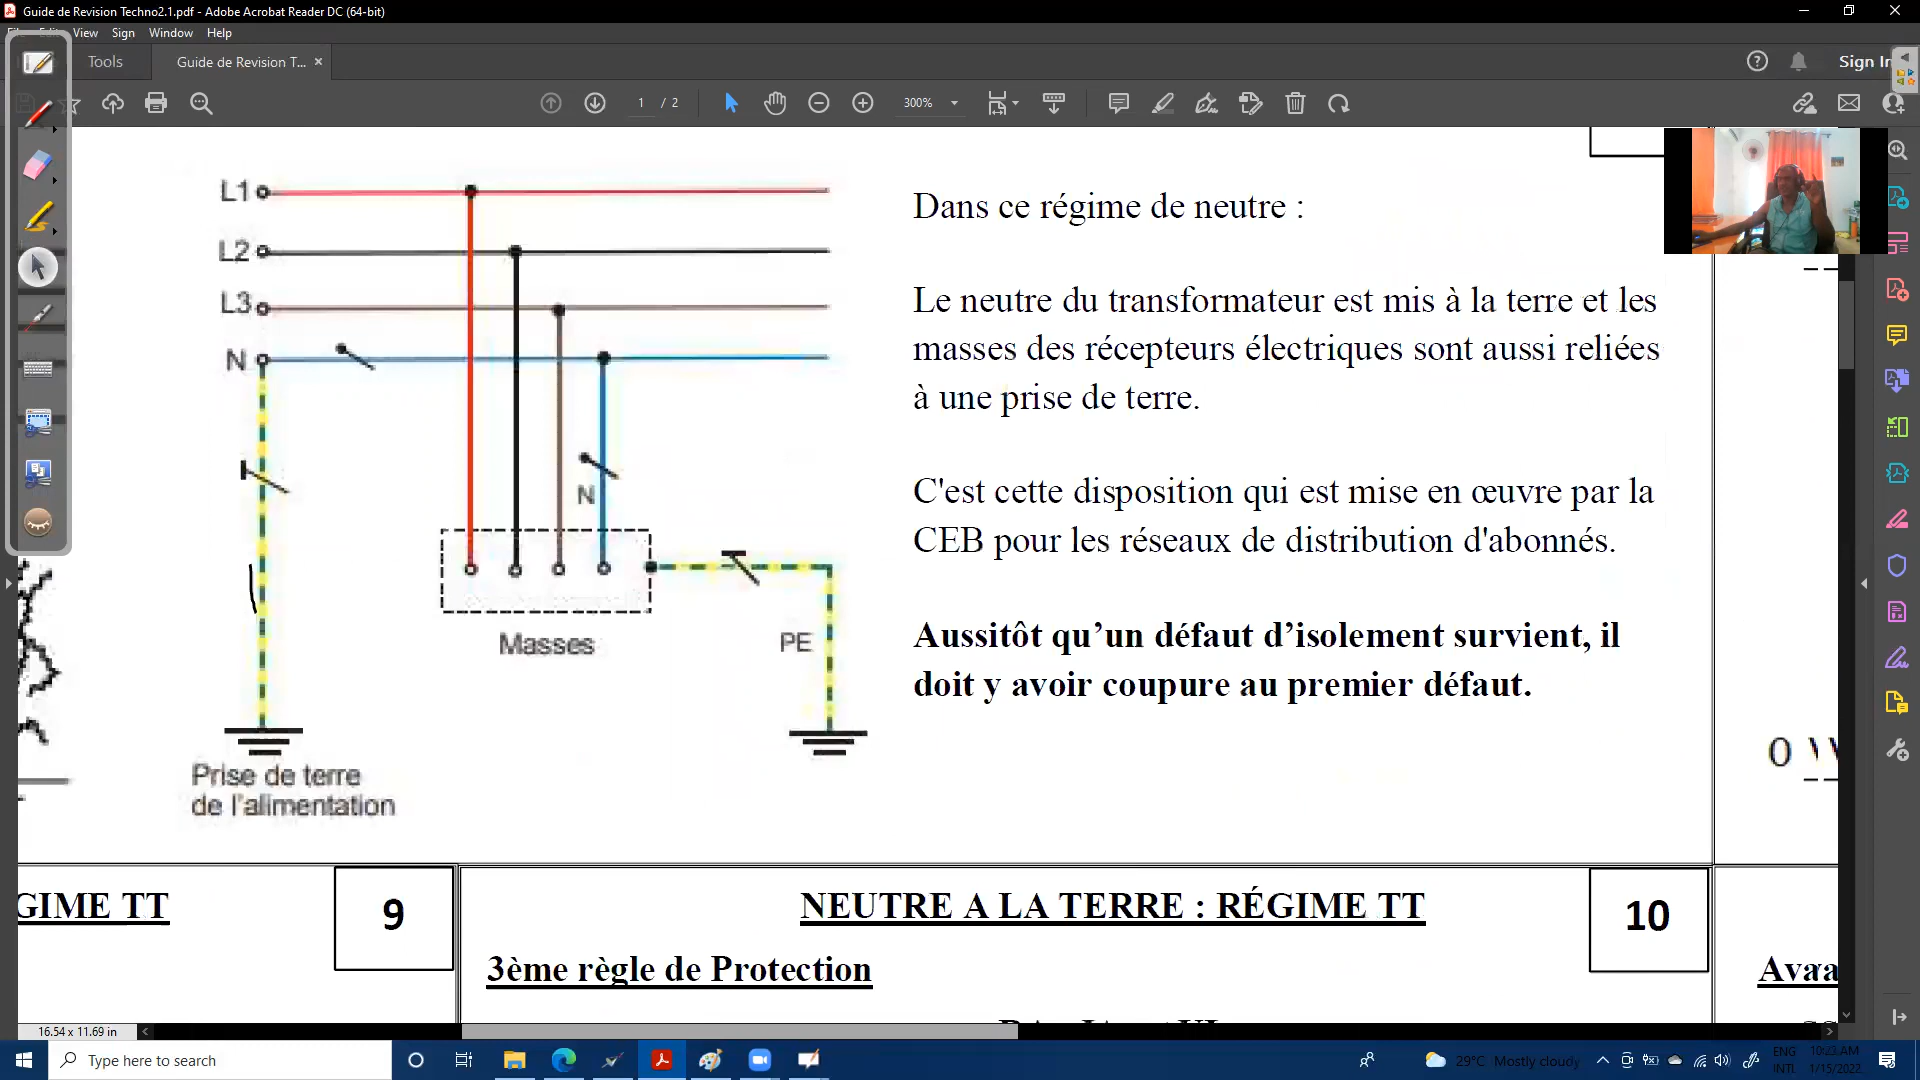 Guide de Revision Techno2.1.pdf - Adobe Acrobat Reader DC (64-bit)
View Sign Window Help
Tools
Guide de Revision T... ×
Sign In
1 / 2
300%
L1
L2
L3
N
N
Masses
PE
Prise de terre
de l'alimentation
Dans ce régime de neutre :
Le neutre du transformateur est mis à la terre et les
masses des récepteurs électriques sont aussi reliées
à une prise de terre.
C'est cette disposition qui est mise en œuvre par la
CEB pour les réseaux de distribution d'abonnés.
Aussitôt qu’un défaut d’isolement survient, il
doit y avoir coupure au premier défaut.
GIME TT
9
NEUTRE A LA TERRE : RÉGIME TT
10
3ème règle de Protection
16.54 x 11.69 in
Type here to search
29°C Mostly cloudy
ENG
INTL
10:23 AM
1/15/2022